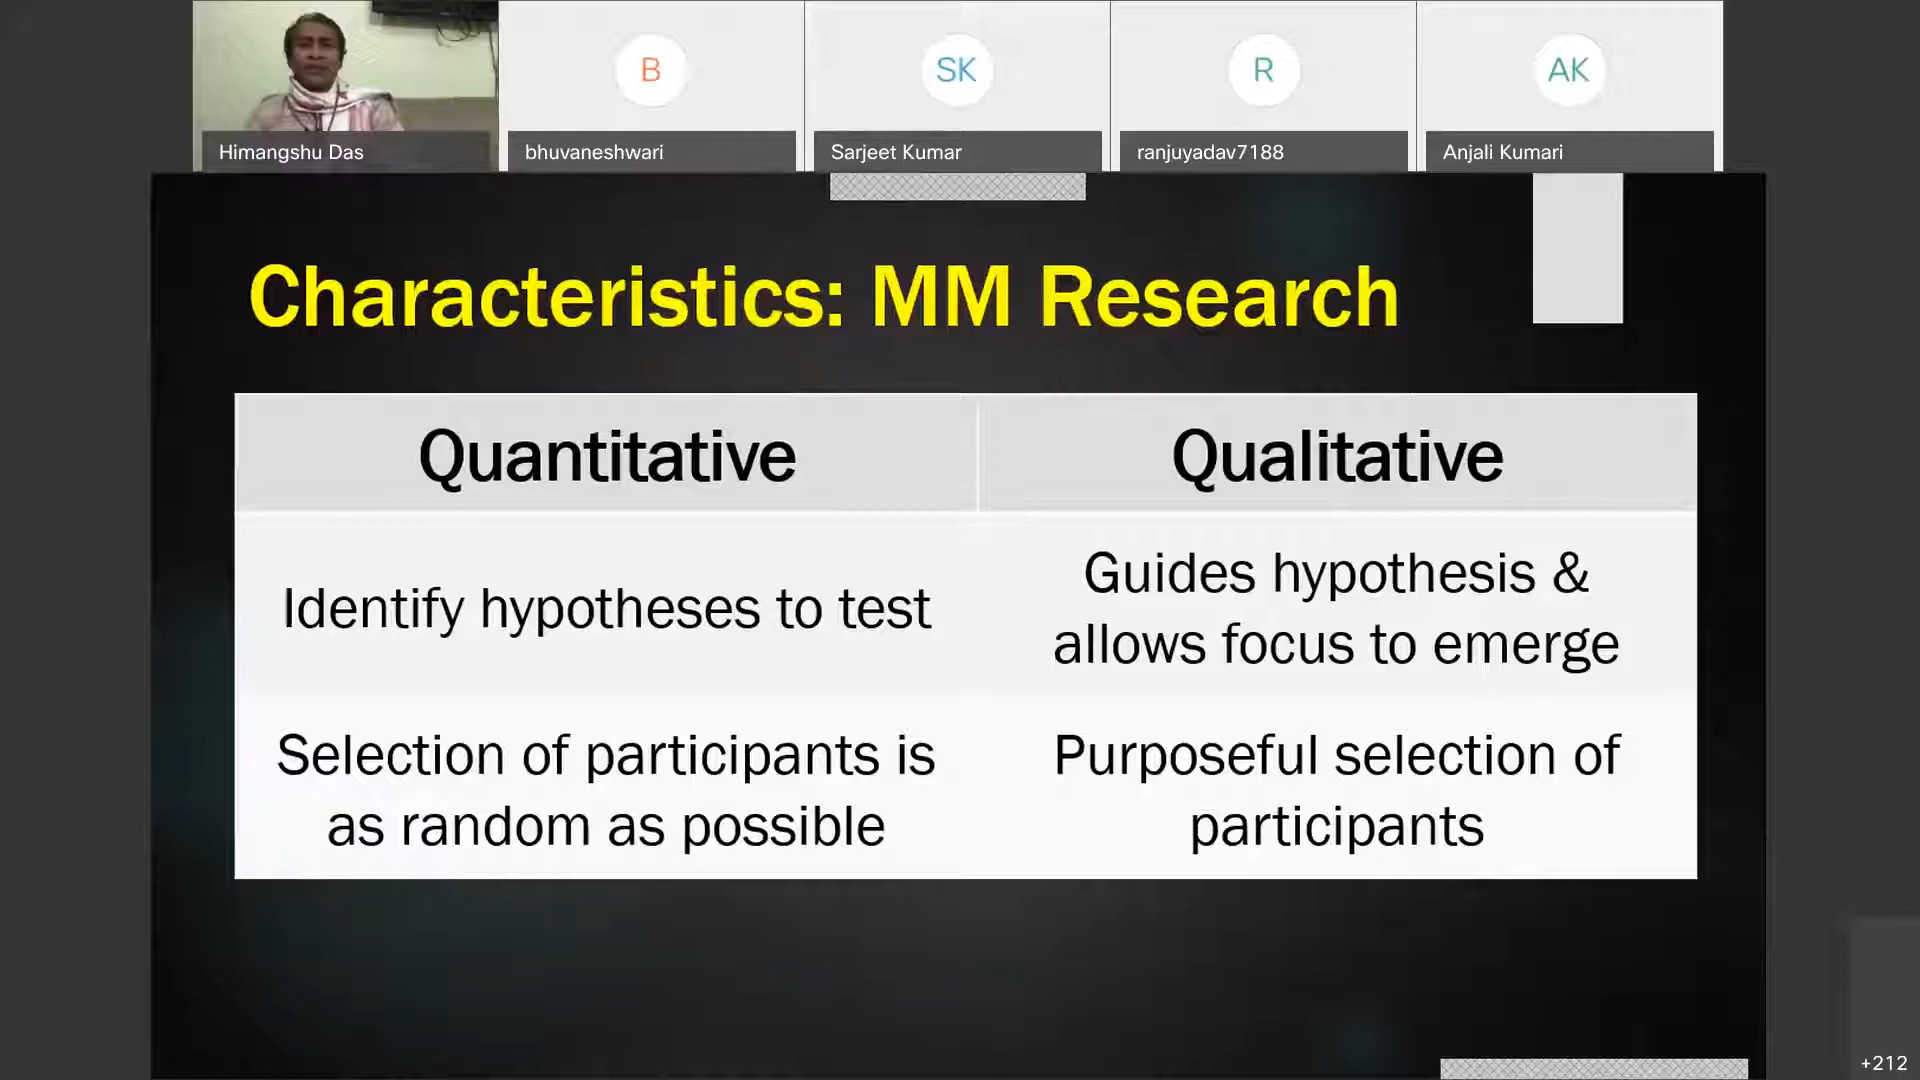 B
SK
R
AK
Himangshu Das
bhuvaneshwari
Sarjeet Kumar
ranjuyadav7188
Anjali Kumari
Characteristics: MM Research
Quantitative
Qualitative
Identify hypotheses to test
Guides hypothesis &
allows focus to emerge
Selection of participants is
as random as possible
Purposeful selection of
participants
+212